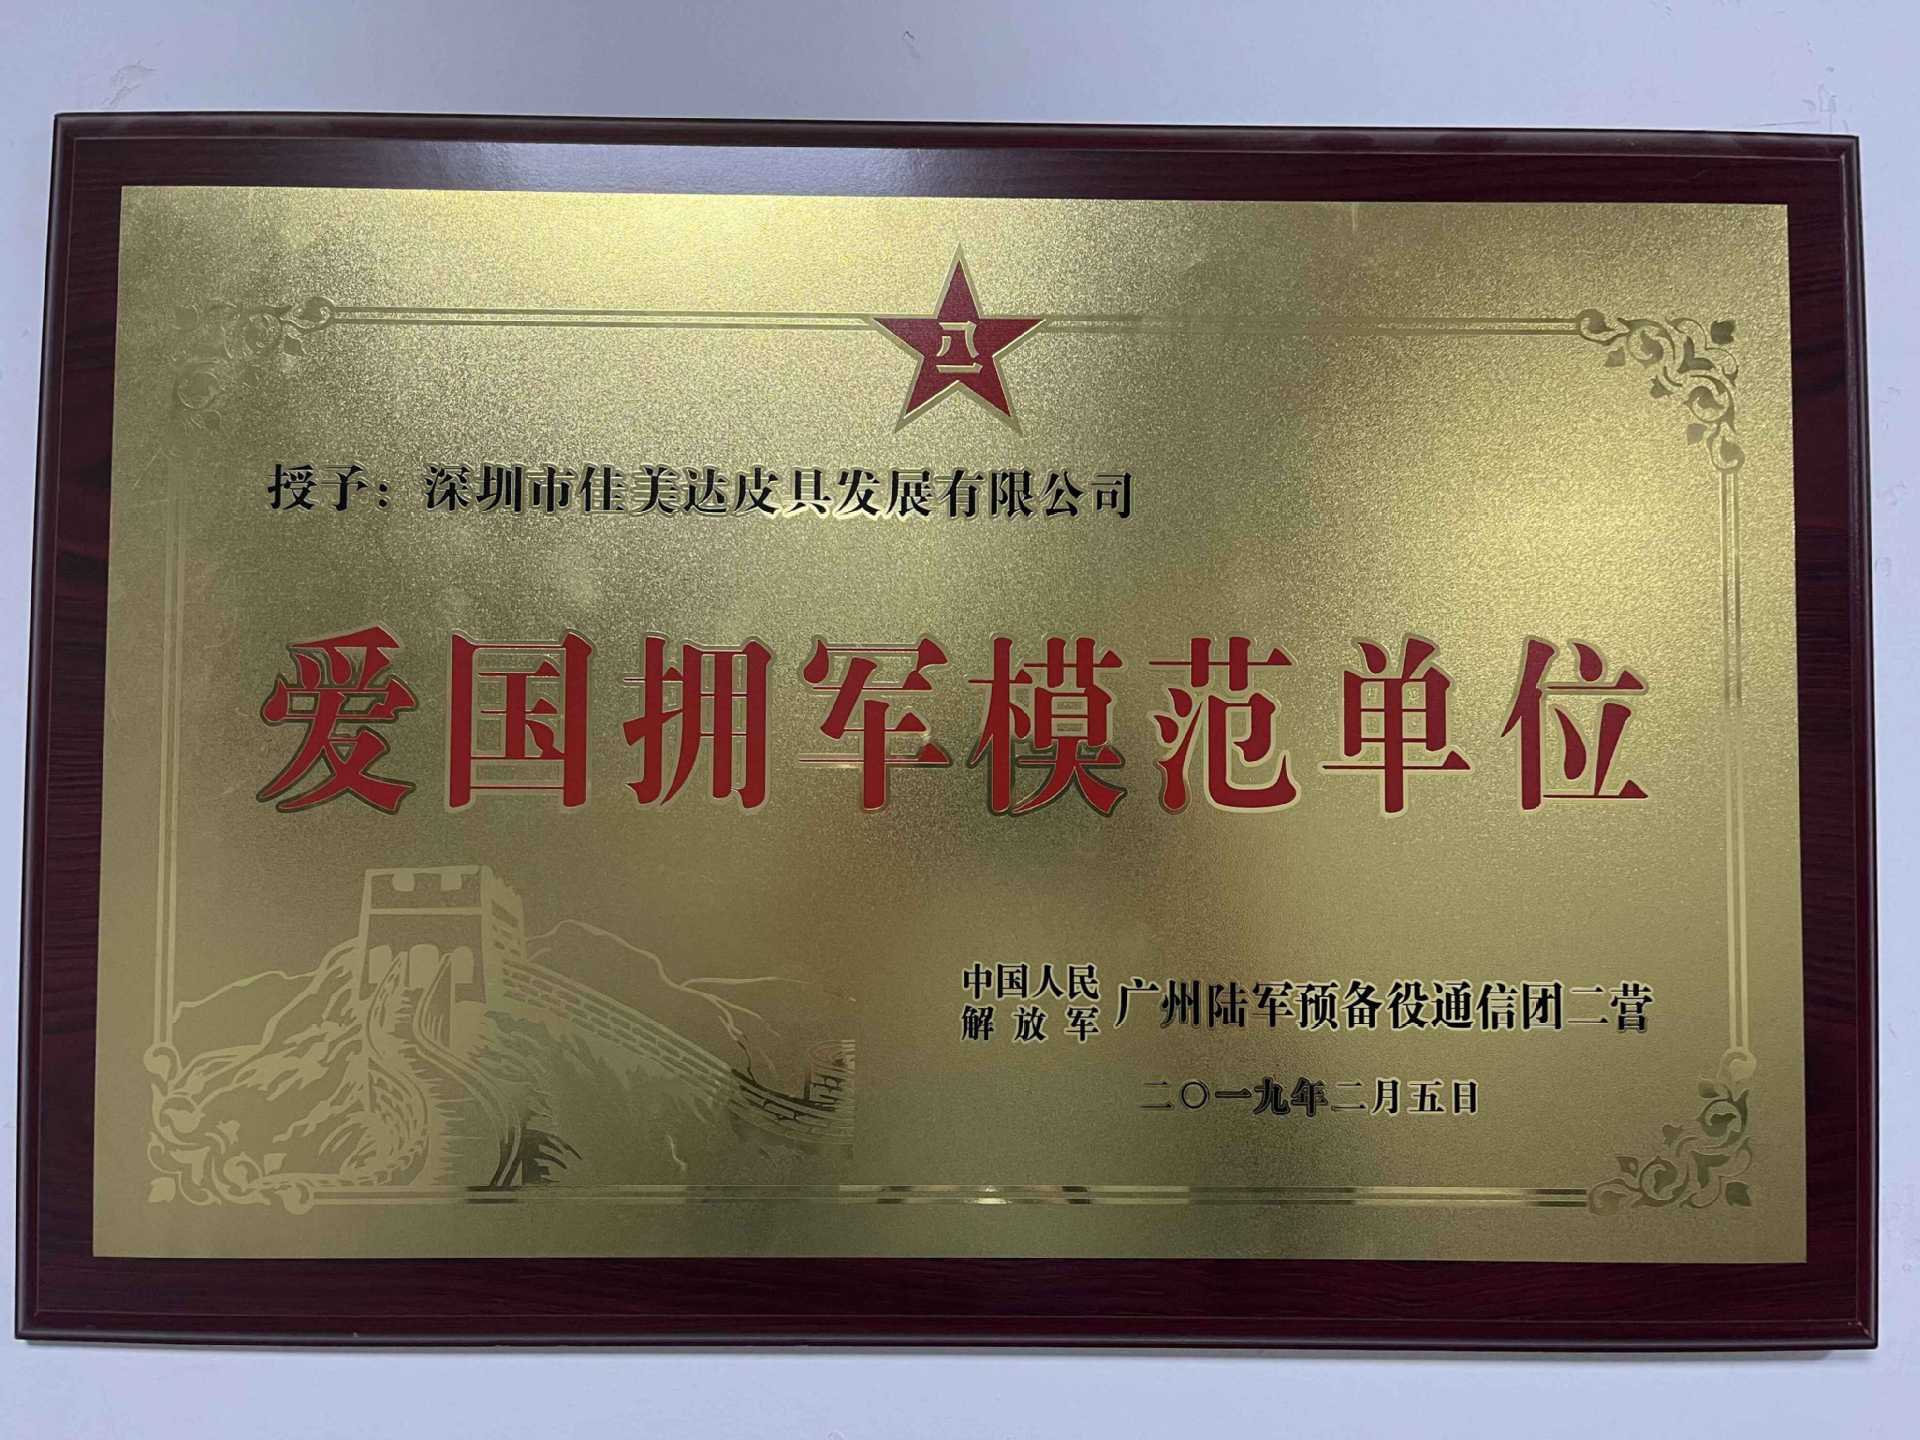 八一
授予：深圳市佳美达皮具发展有限公司
爱国拥军模范单位
中国人民解放军 广州陆军预备役通信团二营
二〇一九年二月五日